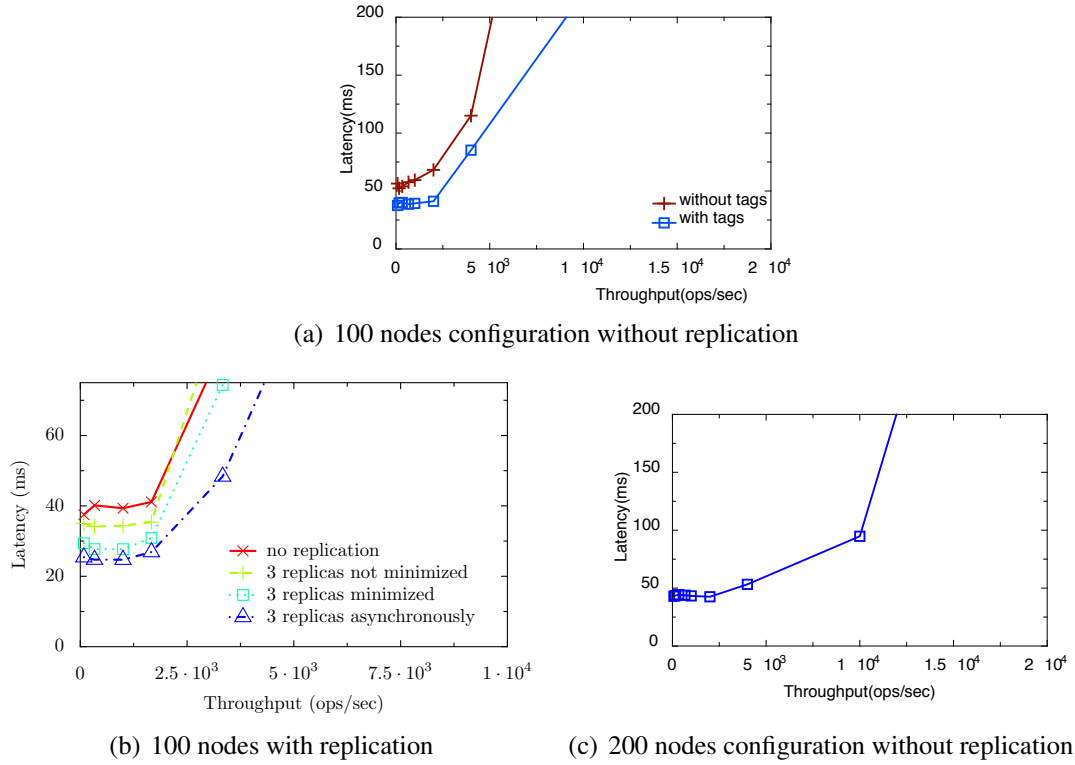 200
150
100
50
0
Latency(ms)
without tags
with tags
0 5 10³ 1 10⁴ 1.5 10⁴ 2 10⁴
Throughput(ops/sec)
(a) 100 nodes configuration without replication
60
40
20
0
Latency (ms)
no replication
3 replicas not minimized
3 replicas minimized
3 replicas asynchronously
0 2.5 · 10³ 5 · 10³ 7.5 · 10³ 1 · 10⁴
Throughput (ops/sec)
(b) 100 nodes with replication
200
150
100
50
0
Latency(ms)
0 5 10³ 1 10⁴ 1.5 10⁴ 2 10⁴
Throughput(ops/sec)
(c) 200 nodes configuration without replication